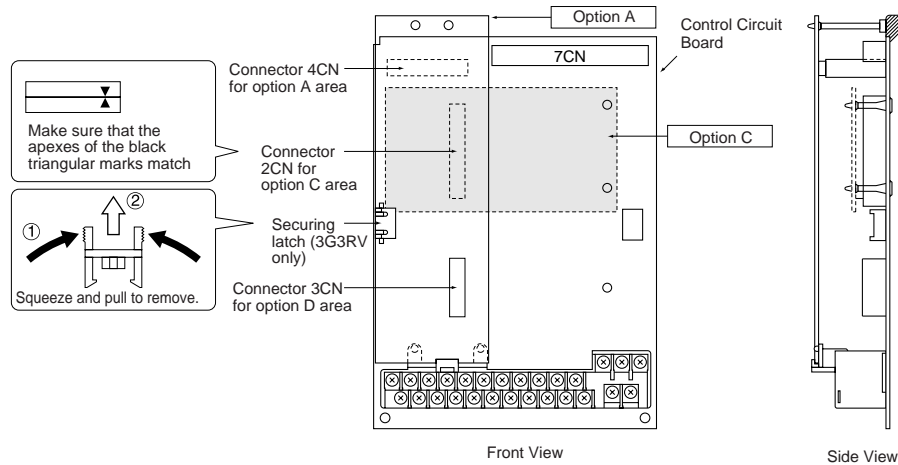 Option A
Control Circuit
Board
7CN
Connector 4CN
for option A area
Make sure that the
apexes of the black
triangular marks match
Connector
2CN for
option C area
Option C
①
②
Squeeze and pull to remove.
Securing
latch (3G3RV
only)
Connector 3CN
for option D area
Front View
Side View